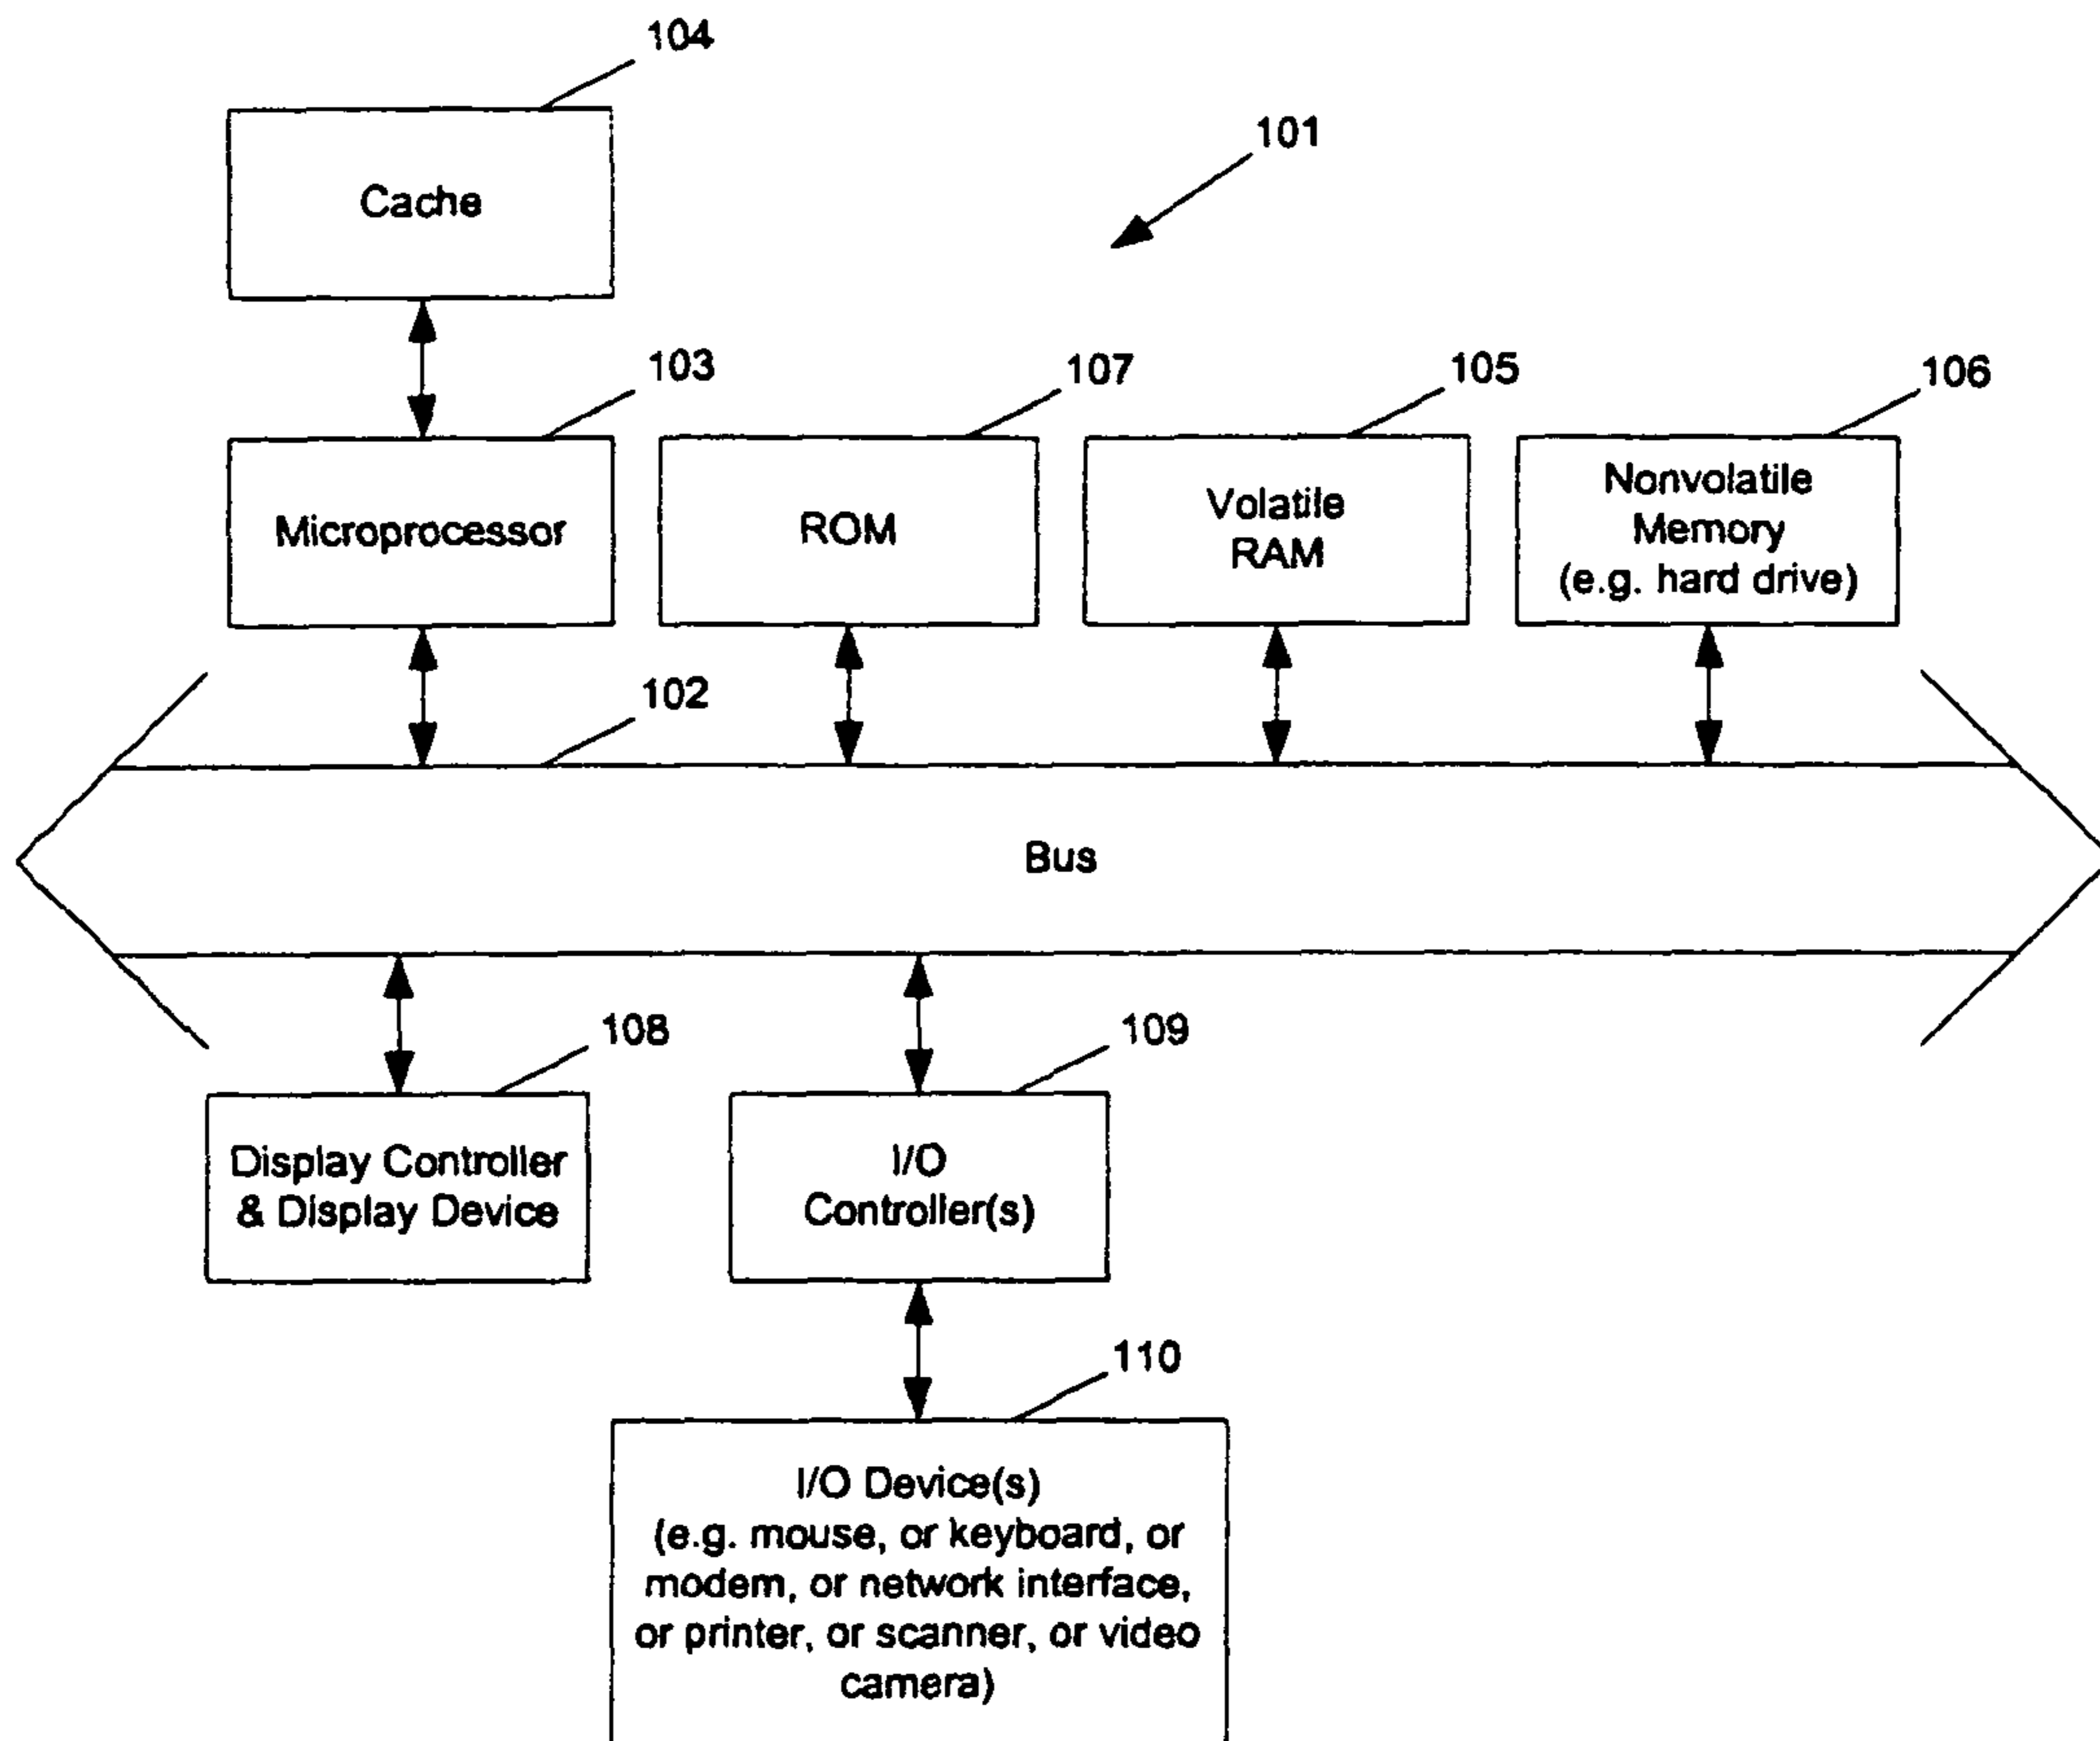 104
Cache
101
103
Microprocessor
107
ROM
105
Volatile
RAM
106
Nonvolatile
Memory
(e.g. hard drive)
102
Bus
108
Display Controller
& Display Device
109
I/O
Controller(s)
110
I/O Device(s)
(e.g. mouse, or keyboard, or
modem, or network interface,
or printer, or scanner, or video
camera)